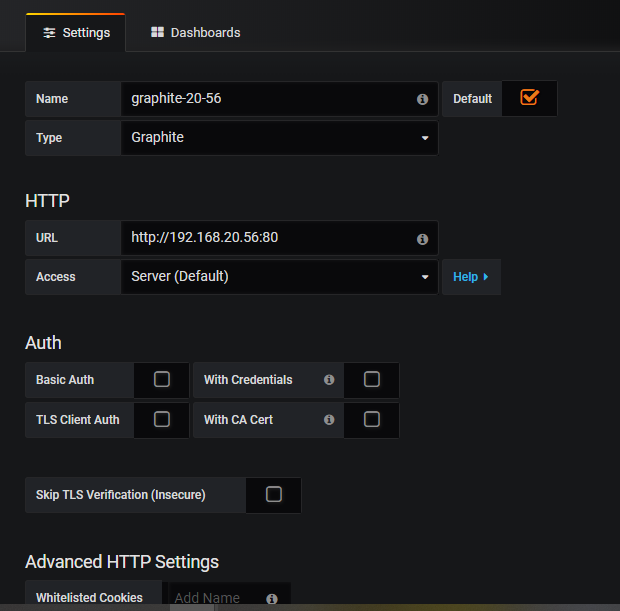 Settings Dashboards
Name graphite-20-56 Default
Type Graphite
HTTP
URL http://192.168.20.56:80
Access Server (Default) Help
Auth
Basic Auth With Credentials
TLS Client Auth With CA Cert
Skip TLS Verification (Insecure)
Advanced HTTP Settings
Whitelisted Cookies Add Name